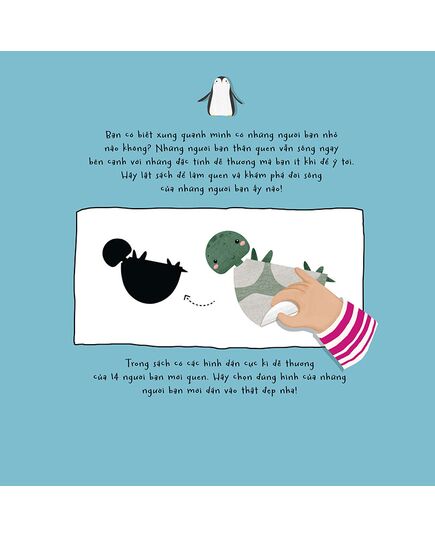 Bạn có biết xung quanh mình có những người bạn nhỏ
nào không? Những người bạn thân quen vẫn sống ngay
bên cạnh với những đặc tính dễ thương mà bạn ít khi để ý tới.
Hãy lật sách để làm quen và khám phá đời sống
của những người bạn ấy nào!
Trong sách có các hình dán cực kì dễ thương
của 14 người bạn mới quen. Hãy chọn đúng hình của những
người bạn mới dán vào thật đẹp nha!